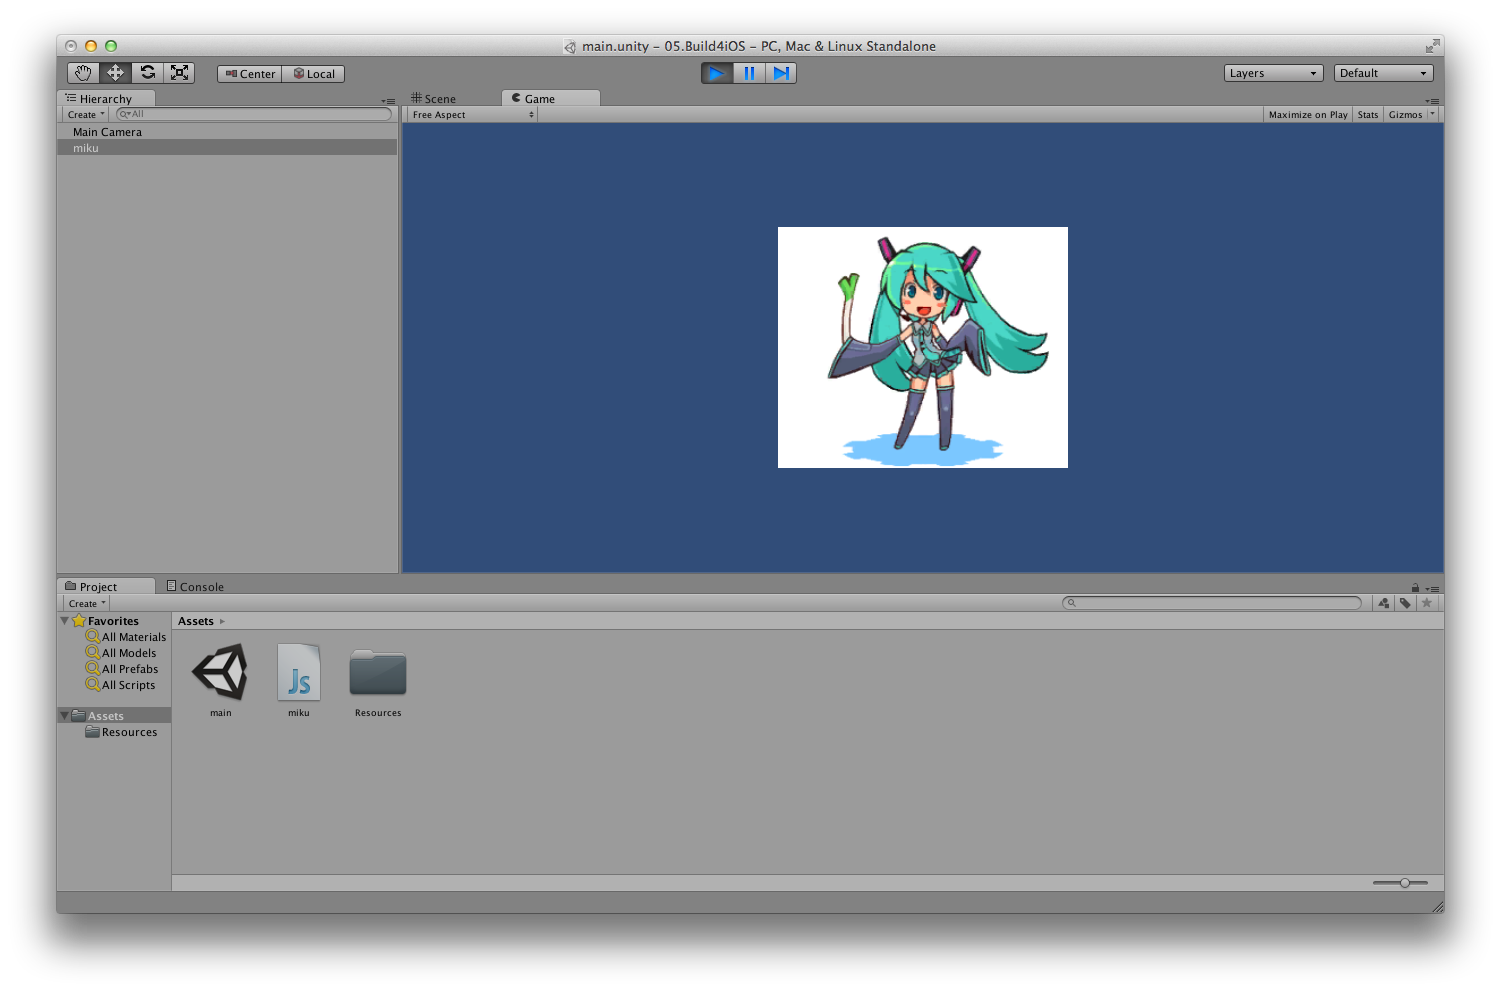 main.unity - 05.Build4iOS - PC, Mac & Linux Standalone
Center Local Layers Default
Hierarchy
Create All
Main Camera
miku
Scene Game
Free Aspect Maximize on Play Stats Gizmos
Project Console
Create
Favorites
All Materials
All Models
All Prefabs
All Scripts
Assets
Resources
Assets
Js
main miku Resources